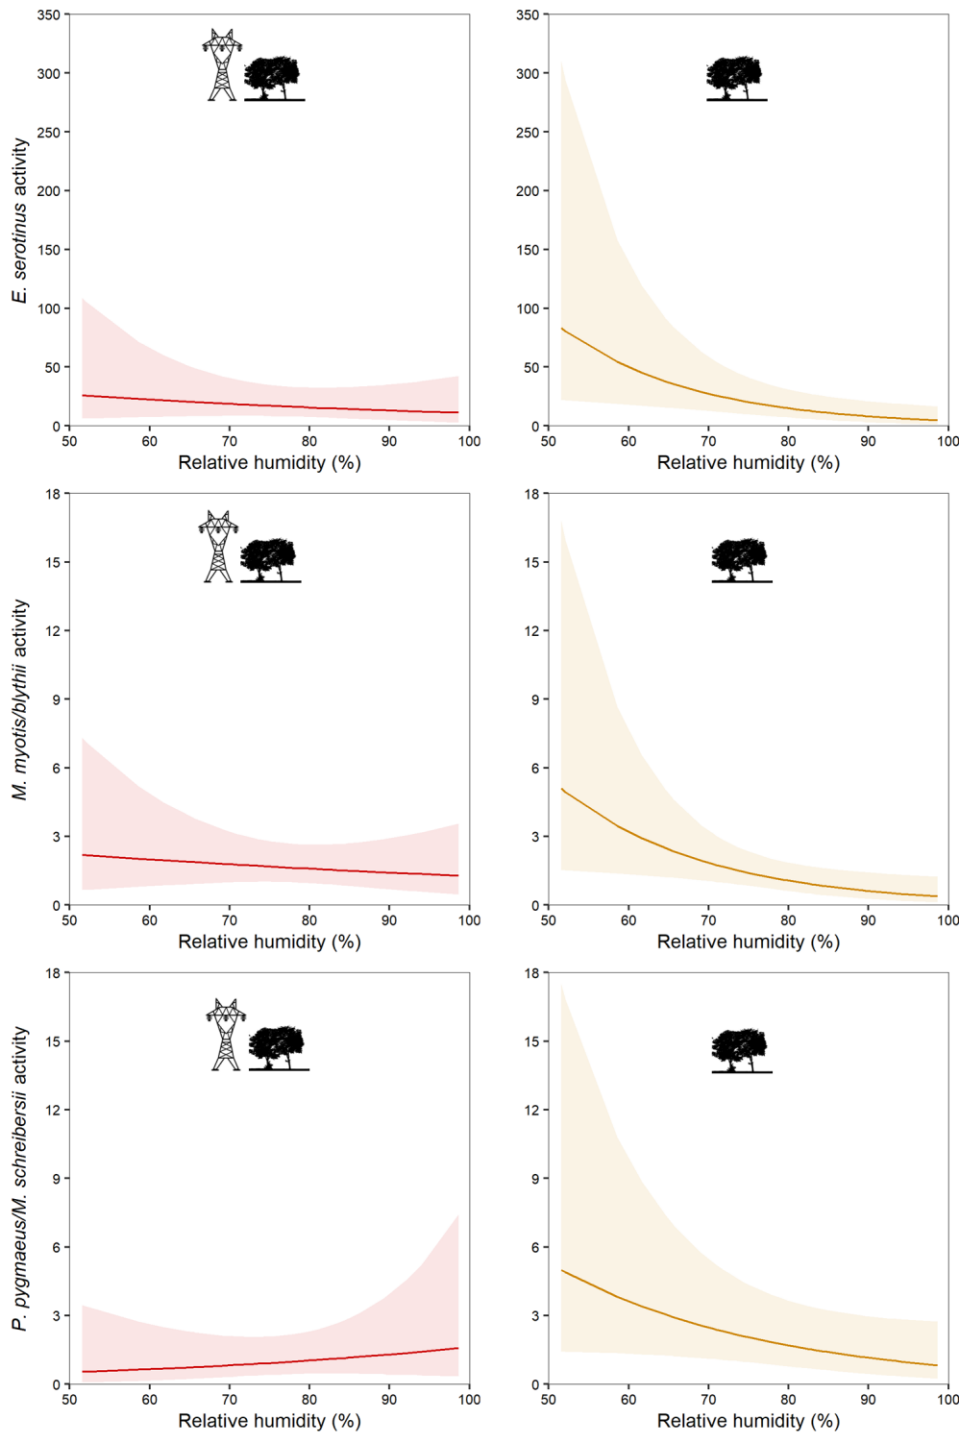 350
300
250
200
150
100
50
0
E. serotinus activity
50 60 70 80 90 100
Relative humidity (%)
350
300
250
200
150
100
50
0
50 60 70 80 90 100
Relative humidity (%)
18
15
12
9
6
3
0
M. myotis/blythii activity
50 60 70 80 90 100
Relative humidity (%)
18
15
12
9
6
3
0
50 60 70 80 90 100
Relative humidity (%)
18
15
12
9
6
3
0
P. pygmaeus/M. schreibersii activity
50 60 70 80 90 100
Relative humidity (%)
18
15
12
9
6
3
0
50 60 70 80 90 100
Relative humidity (%)